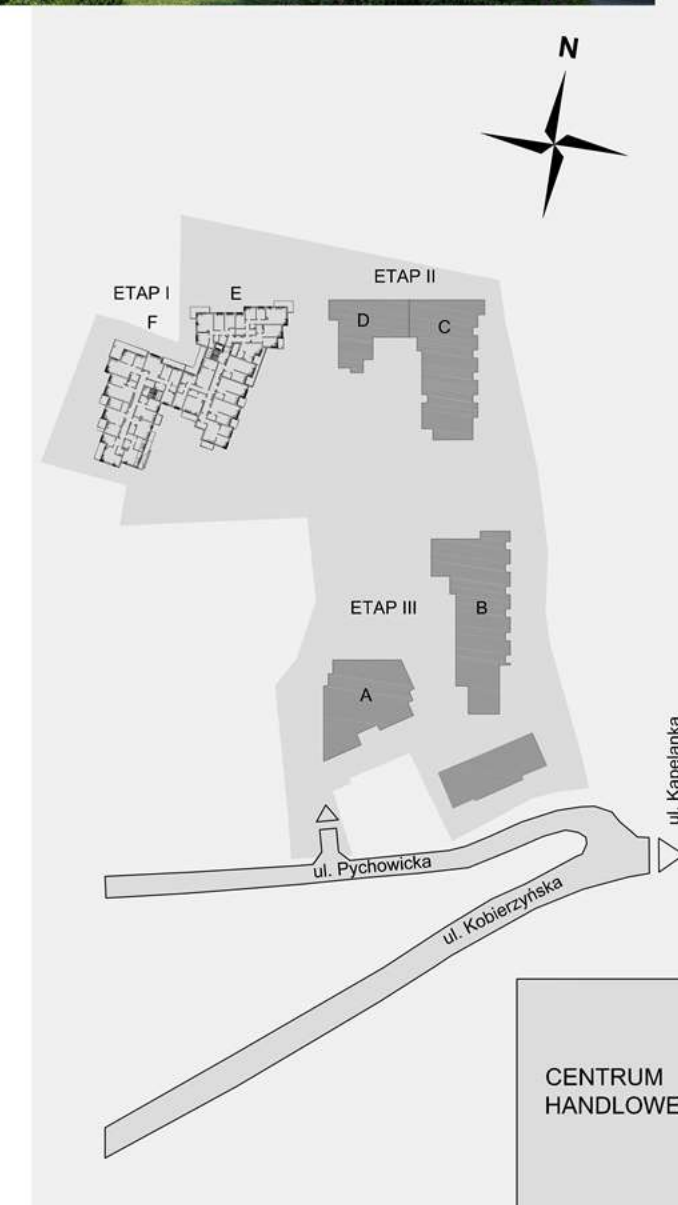 N
ETAP II
ETAP I
E
F
D
C
ETAP III
B
A
ul. Kapelanka
ul. Pychowicka
ul. Kobierzyńska
CENTRUM
HANDLOWE